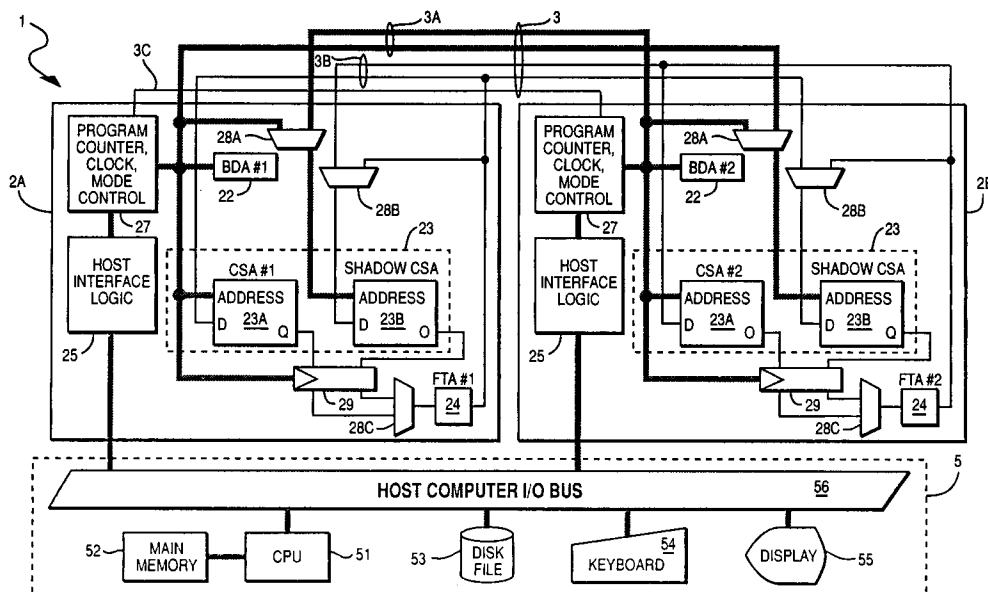 1
3A
3
3B
3C
PROGRAM
COUNTER,
CLOCK,
MODE
CONTROL
28A
BDA #1
22
28B
2A
27
23
HOST
INTERFACE
LOGIC
25
CSA #1
SHADOW CSA
ADDRESS
23A
D
Q
ADDRESS
23B
D
O
29
28C
FTA #1
24
PROGRAM
COUNTER,
CLOCK,
MODE
CONTROL
28A
BDA #2
22
28B
27
23
HOST
INTERFACE
LOGIC
25
CSA #2
SHADOW CSA
ADDRESS
23A
D
O
ADDRESS
23B
D
Q
29
28C
FTA #2
24
5
HOST COMPUTER I/O BUS
56
52
MAIN
MEMORY
CPU
51
53
DISK
FILE
54
KEYBOARD
DISPLAY
55